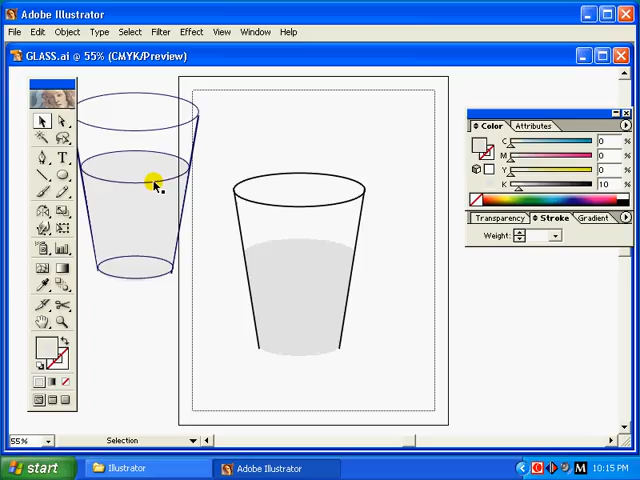 Adobe Illustrator
File Edit Object Type Select Filter Effect View Window Help
GLASS.ai @ 55% (CMYK/Preview)
Color Attributes
C 0 %
M 0 %
Y 0 %
K 10 %
Transparency Stroke Gradient
Weight:
T
55% Selection
start Illustrator Adobe Illustrator 10:15 PM